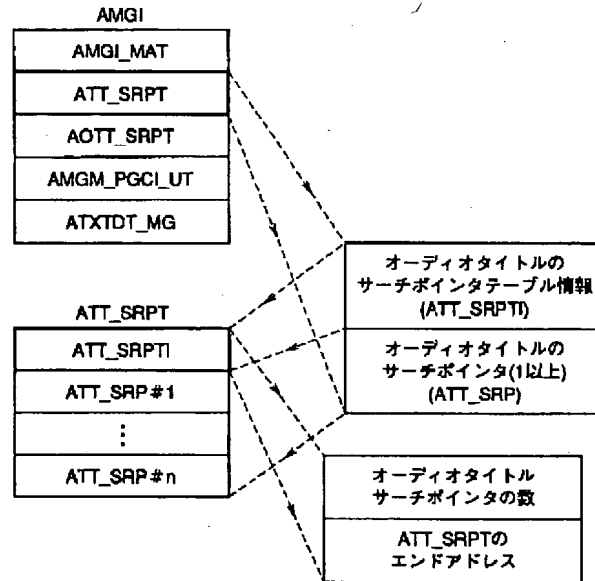 AMGI
AMGI_MAT
ATT_SRPT
AOTT_SRPT
AMGM_PGCI_UT
ATXTDT_MG
オーディオタイトルの
サーチポインタテーブル情報
(ATT_SRPTI)
オーディオタイトルの
サーチポインタ(1以上)
(ATT_SRP)
ATT_SRPT
ATT_SRPTI
ATT_SRP#1
⋮
ATT_SRP#n
オーディオタイトル
サーチポインタの数
ATT_SRPTの
エンドアドレス